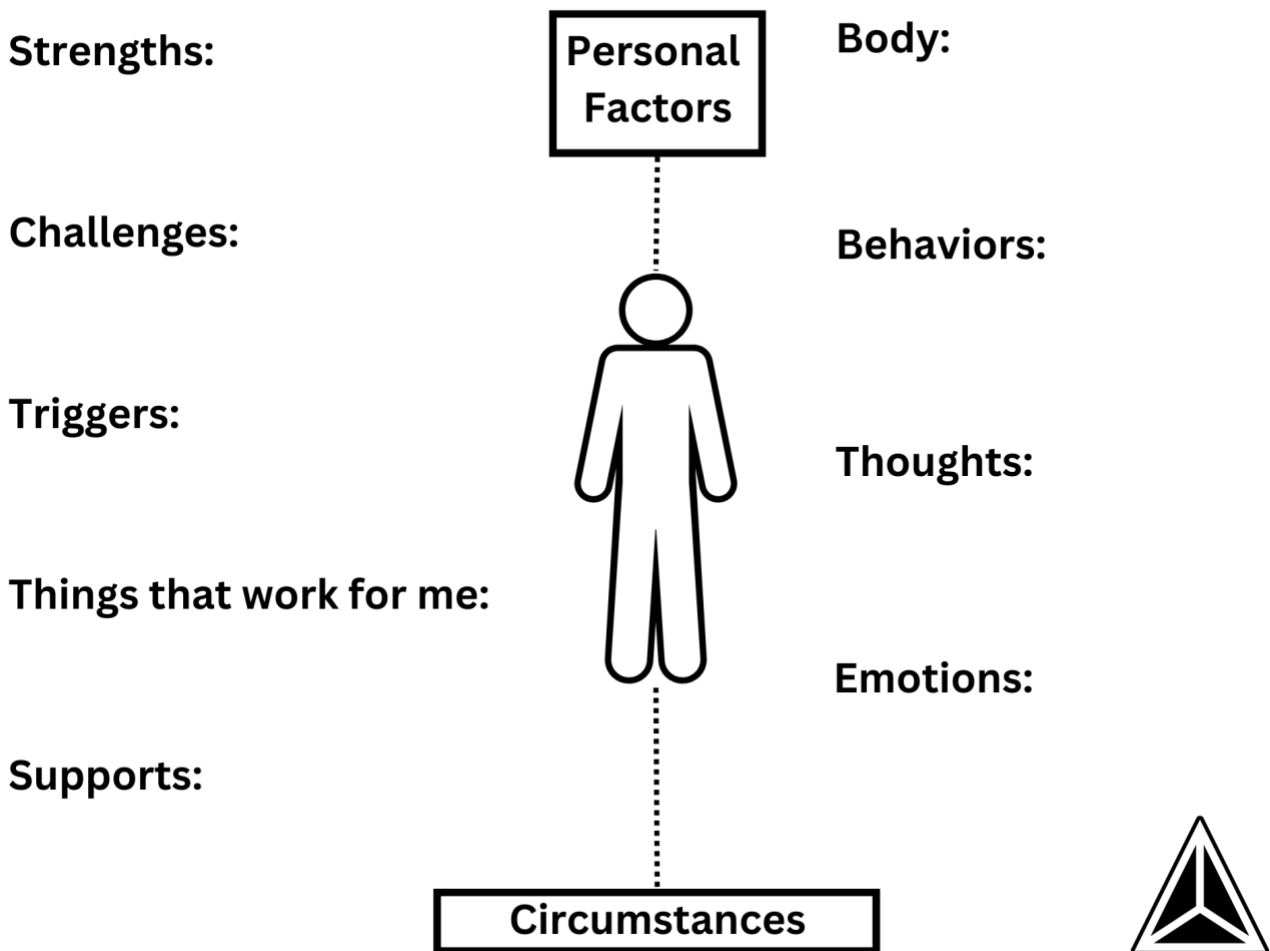 Strengths:
Challenges:
Triggers:
Things that work for me:
Supports:
Personal
Factors
Circumstances
Body:
Behaviors:
Thoughts:
Emotions: